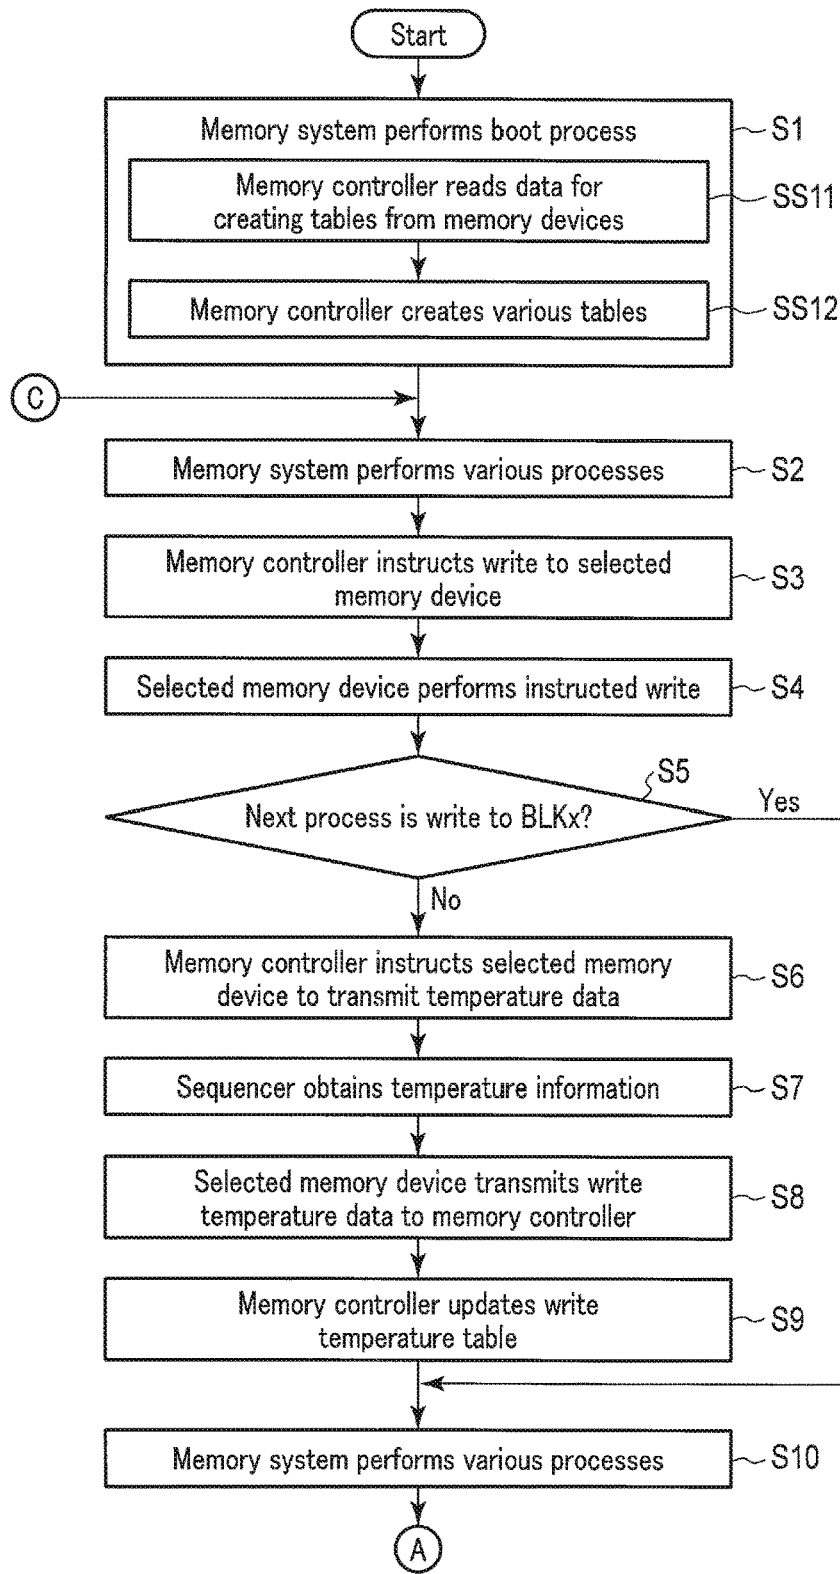 Start
Memory system performs boot process
S1
Memory controller reads data for
creating tables from memory devices
SS11
Memory controller creates various tables
SS12
C
Memory system performs various processes
S2
Memory controller instructs write to selected
memory device
S3
Selected memory device performs instructed write
S4
S5
Next process is write to BLKx?
Yes
No
Memory controller instructs selected memory
device to transmit temperature data
S6
Sequencer obtains temperature information
S7
Selected memory device transmits write
temperature data to memory controller
S8
Memory controller updates write
temperature table
S9
Memory system performs various processes
S10
A